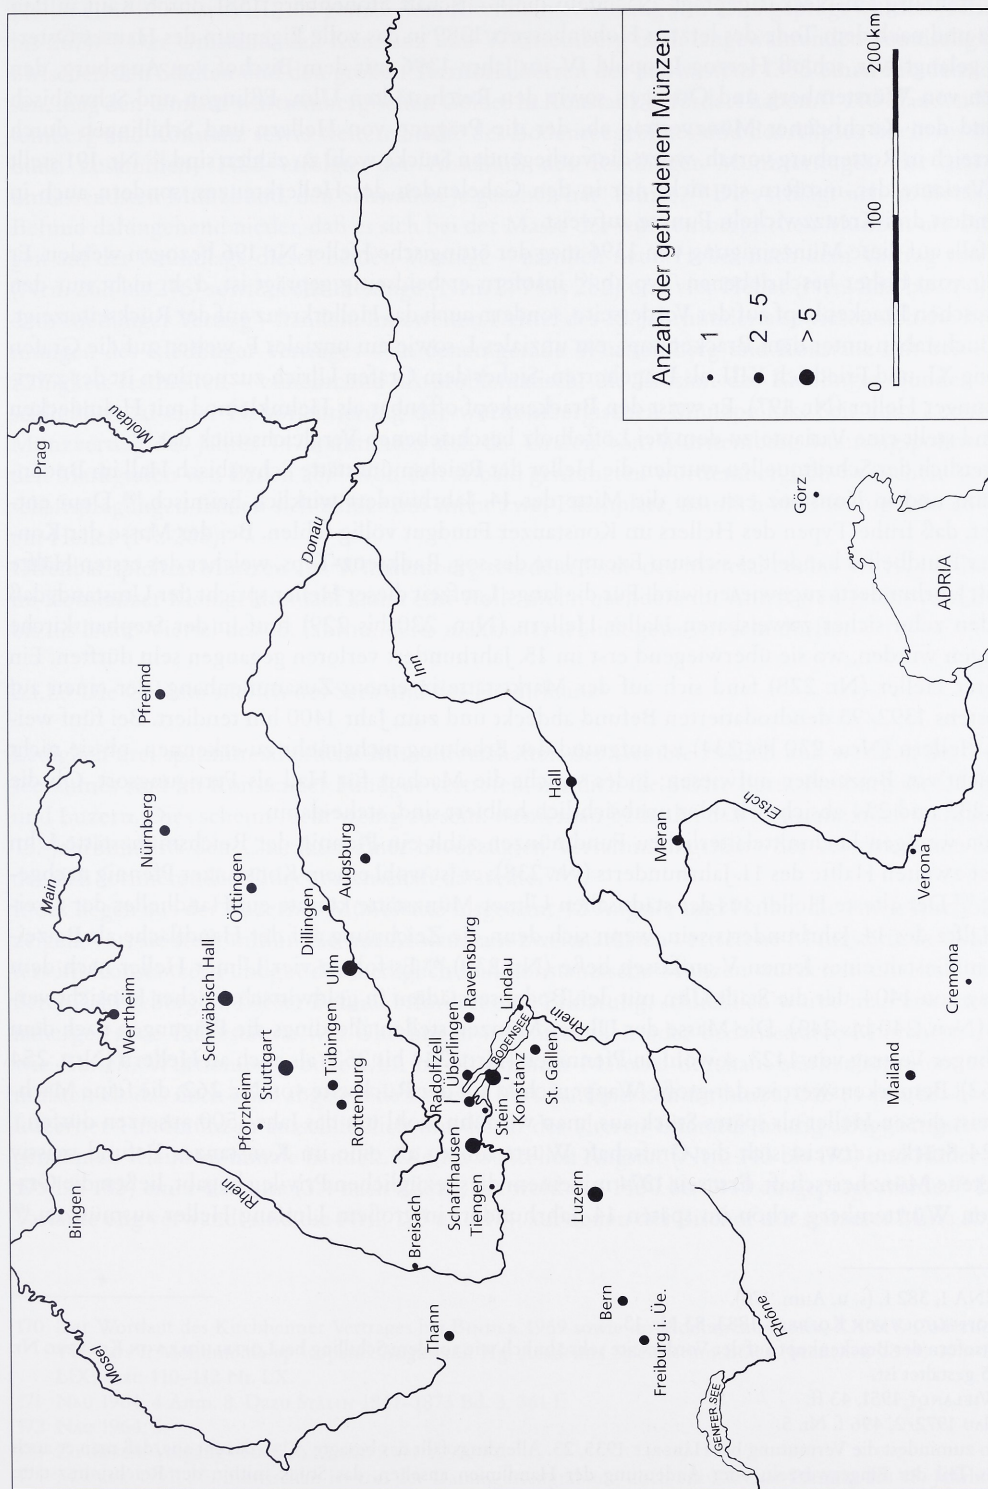 Prag
Moldau
Donau
Pfreimd
Nürnberg
Main
Wertheim
Öttingen
Schwäbisch Hall
Dillingen
Augsburg
Ulm
Stuttgart
Pforzheim
Tübingen
Rottenburg
Bingen
Rhein
Mosel
Breisach
Thann
Inn
Hall
Ravensburg
Lindau
Überlingen
Radolfzell
BODENSEE
Rhein
Konstanz
St. Gallen
Stein
Schaffhausen
Tiengen
Luzern
Bern
Freiburg i. Üe.
Rhône
GENFER SEE
Meran
Etsch
Verona
Cremona
Mailand
Görz
ADRIA
Anzahl der gefundenen Münzen
1
2 - 5
> 5
0 100 200 km